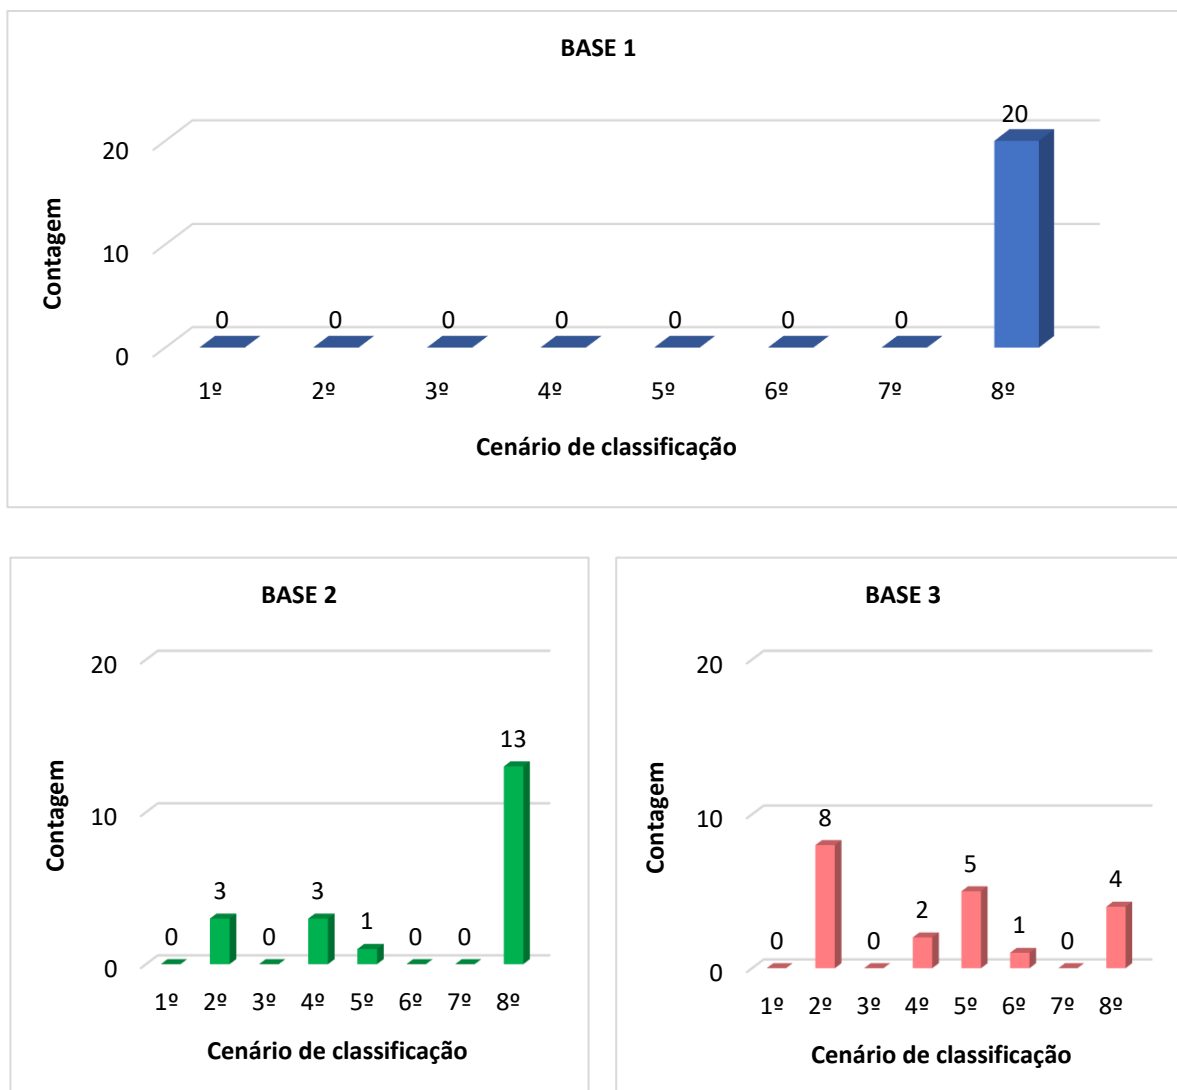 BASE 1
20
20
10
0
0 0 0 0 0 0 0
1º 2º 3º 4º 5º 6º 7º 8º
Contagem
Cenário de classificação
BASE 2
20
10
0
0 3 0 3 1 0 0 13
1º 2º 3º 4º 5º 6º 7º 8º
Contagem
Cenário de classificação
BASE 3
20
10
0
0 8 0 2 5 1 0 4
1º 2º 3º 4º 5º 6º 7º 8º
Contagem
Cenário de classificação